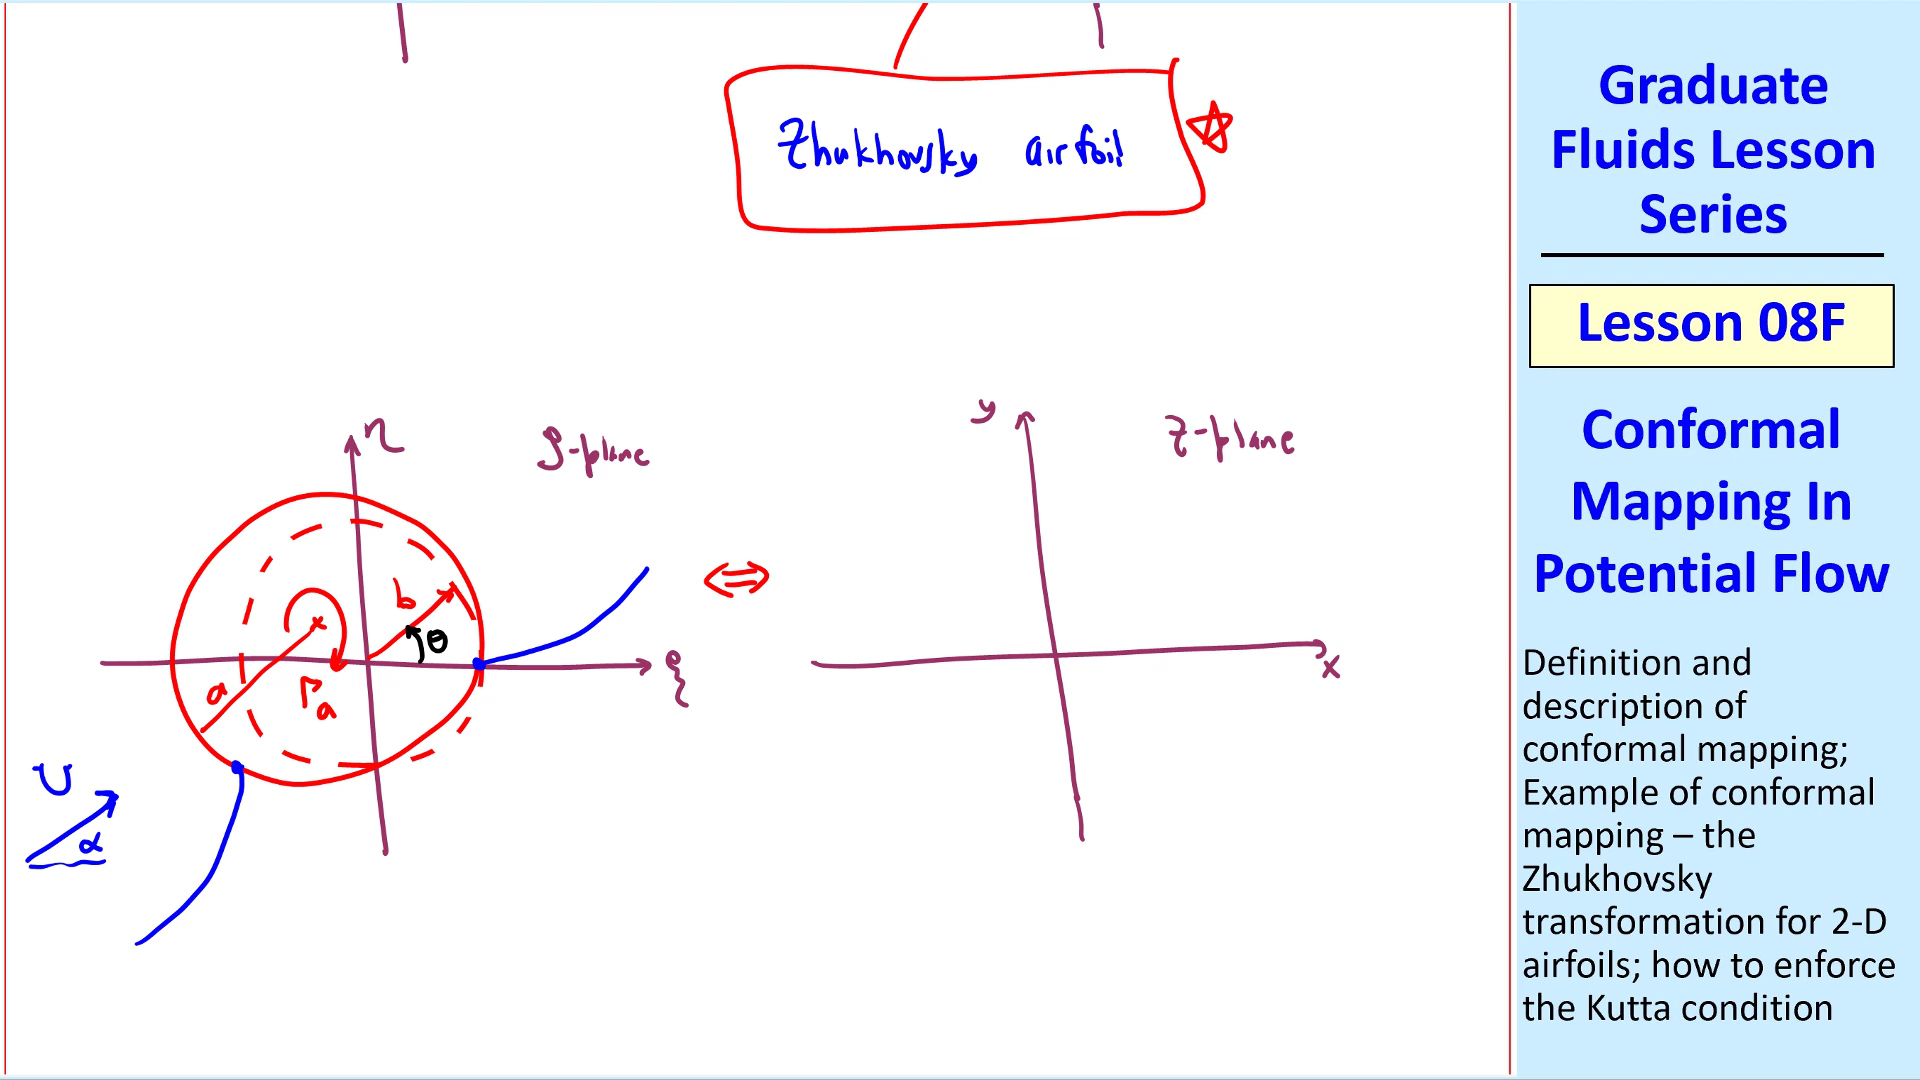 Zhukhovsky airfoil
η
ζ-plane
y
z-plane
b
θ
a
Γa
ξ
x
U
α
Graduate
Fluids Lesson
Series
Lesson 08F
Conformal
Mapping In
Potential Flow
Definition and
description of
conformal mapping;
Example of conformal
mapping – the
Zhukhovsky
transformation for 2-D
airfoils; how to enforce
the Kutta condition